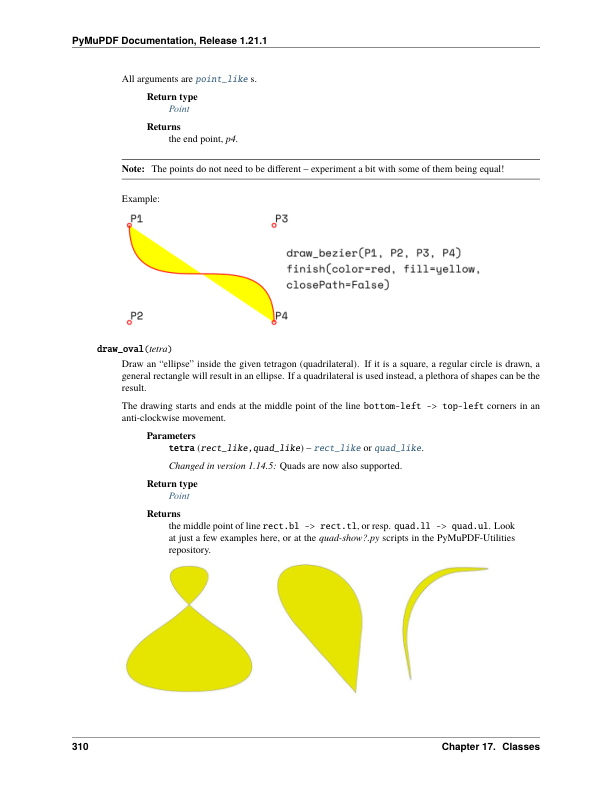 PyMuPDF Documentation, Release 1.21.1
All arguments are point_like s.
Return type
Point
Returns
the end point, p4.
Note: The points do not need to be different – experiment a bit with some of them being equal!
Example:
P1
P3
draw_bezier(P1, P2, P3, P4)
finish(color=red, fill=yellow,
closePath=False)
P2
P4
draw_oval(tetra)
Draw an “ellipse” inside the given tetragon (quadrilateral). If it is a square, a regular circle is drawn, a
general rectangle will result in an ellipse. If a quadrilateral is used instead, a plethora of shapes can be the
result.
The drawing starts and ends at the middle point of the line bottom-left -> top-left corners in an
anti-clockwise movement.
Parameters
tetra (rect_like,quad_like) – rect_like or quad_like.
Changed in version 1.14.5: Quads are now also supported.
Return type
Point
Returns
the middle point of line rect.bl -> rect.tl, or resp. quad.ll -> quad.ul. Look
at just a few examples here, or at the quad-show?.py scripts in the PyMuPDF-Utilities
repository.
310
Chapter 17. Classes